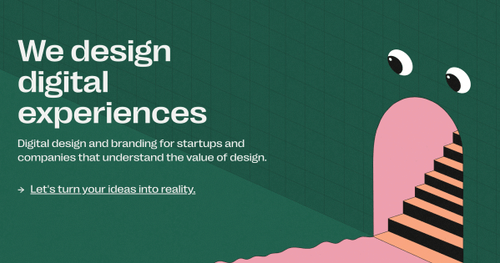 We design
digital
experiences
Digital design and branding for startups and
companies that understand the value of design.
→ Let's turn your ideas into reality.